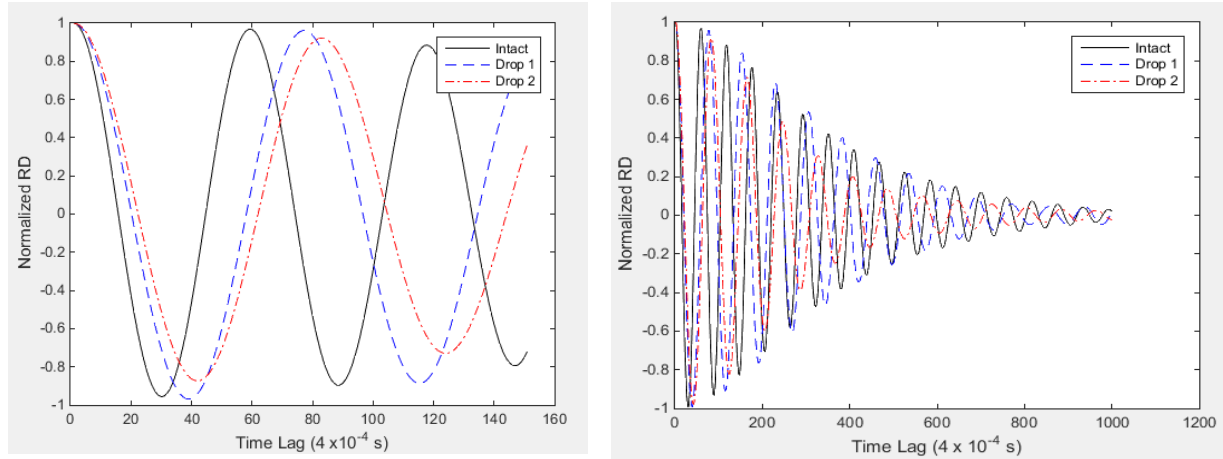 1
0.8
0.6
0.4
0.2
0
-0.2
-0.4
-0.6
-0.8
-1
Normalized RD
Intact
Drop 1
Drop 2
0 20 40 60 80 100 120 140 160
Time Lag (4 x10⁻⁴ s)
1
0.8
0.6
0.4
0.2
0
-0.2
-0.4
-0.6
-0.8
-1
Normalized RD
Intact
Drop 1
Drop 2
0 200 400 600 800 1000 1200
Time Lag (4 x 10⁻⁴ s)